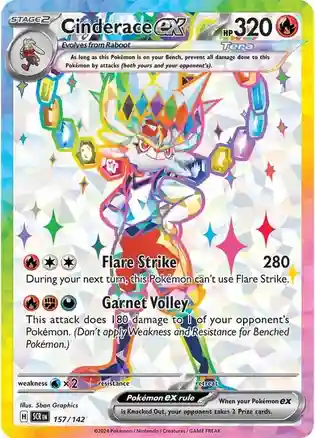 STAGE 2 Cinderace ex HP 320
Evolves from Raboot
Tera
As long as this Pokémon is on your Bench, prevent all damage done to this
Pokémon by attacks (both yours and your opponent's).
Flare Strike 280
During your next turn, this Pokémon can't use Flare Strike.
Garnet Volley
This attack does 180 damage to 1 of your opponent's
Pokémon. (Don't apply Weakness and Resistance for Benched
Pokémon.)
weakness ×2 resistance retreat
Illus. 5ban Graphics
Pokémon ex rule
When your Pokémon ex
is Knocked Out, your opponent takes 2 Prize cards.
H SCR EN 157/142
©2024 Pokémon / Nintendo / Creatures / GAME FREAK